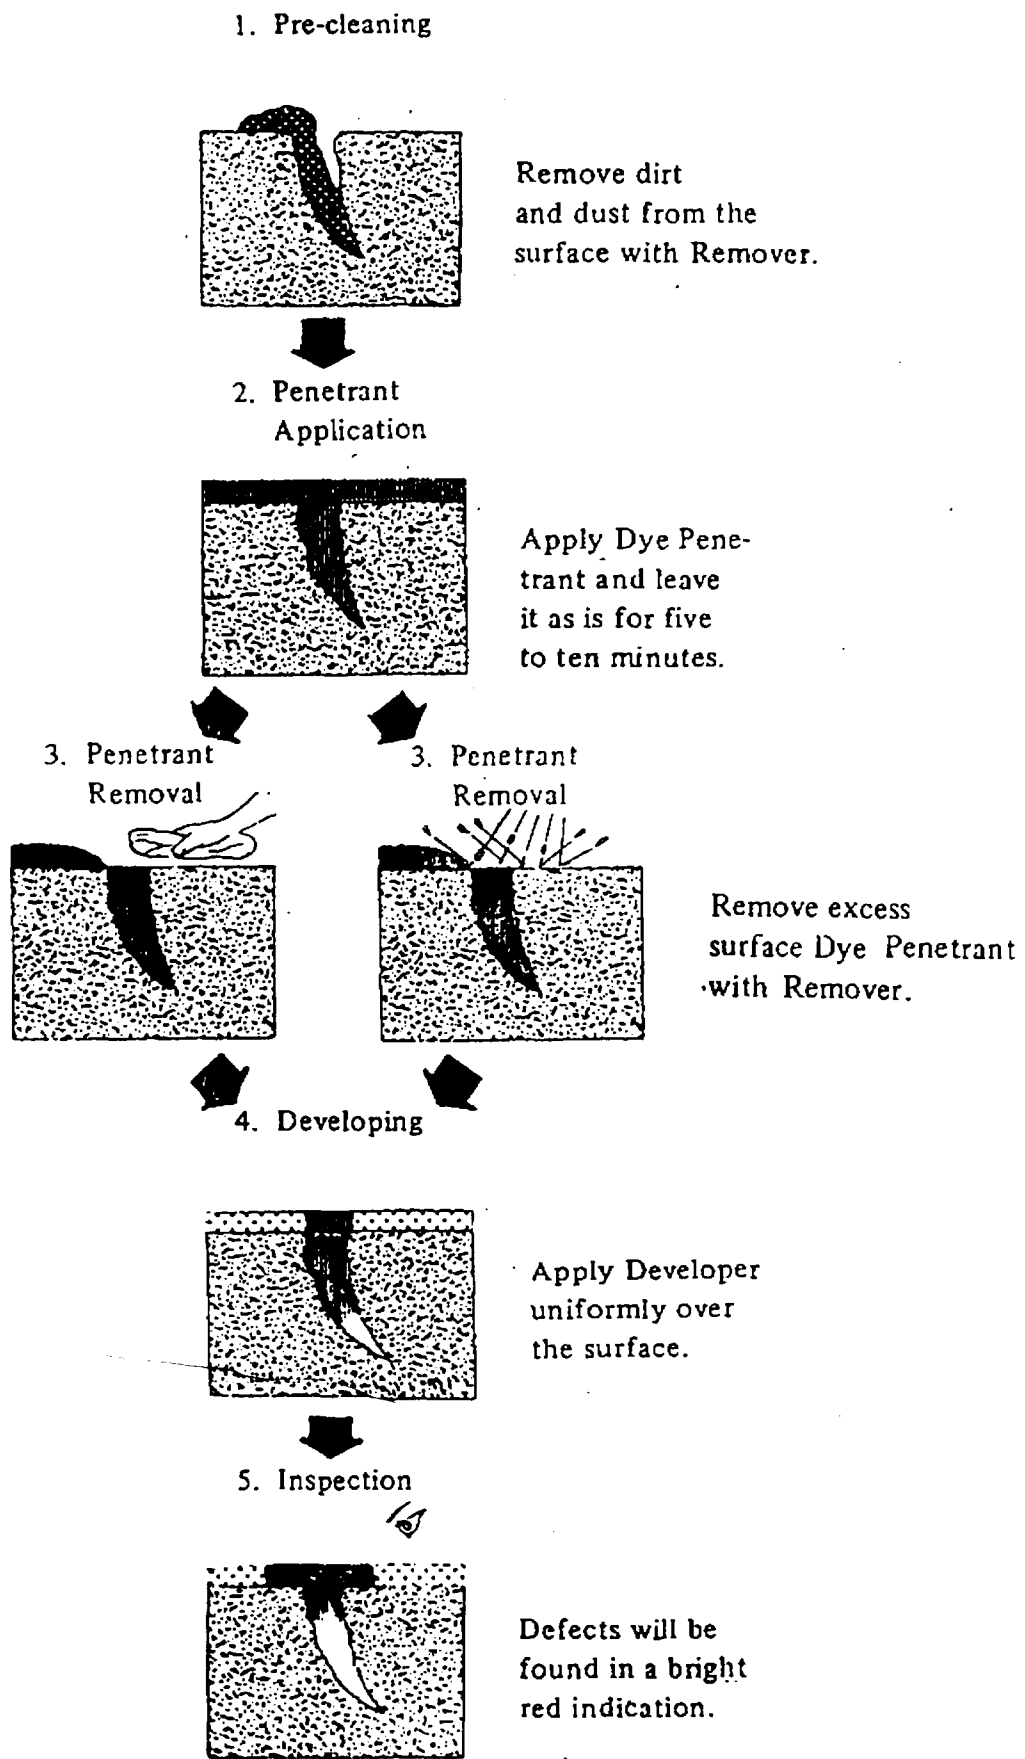 1. Pre-cleaning
Remove dirt
and dust from the
surface with Remover.
2. Penetrant
Application
Apply Dye Pene-
trant and leave
it as is for five
to ten minutes.
3. Penetrant
Removal
3. Penetrant
Removal
Remove excess
surface Dye Penetrant
with Remover.
4. Developing
Apply Developer
uniformly over
the surface.
5. Inspection
Defects will be
found in a bright
red indication.